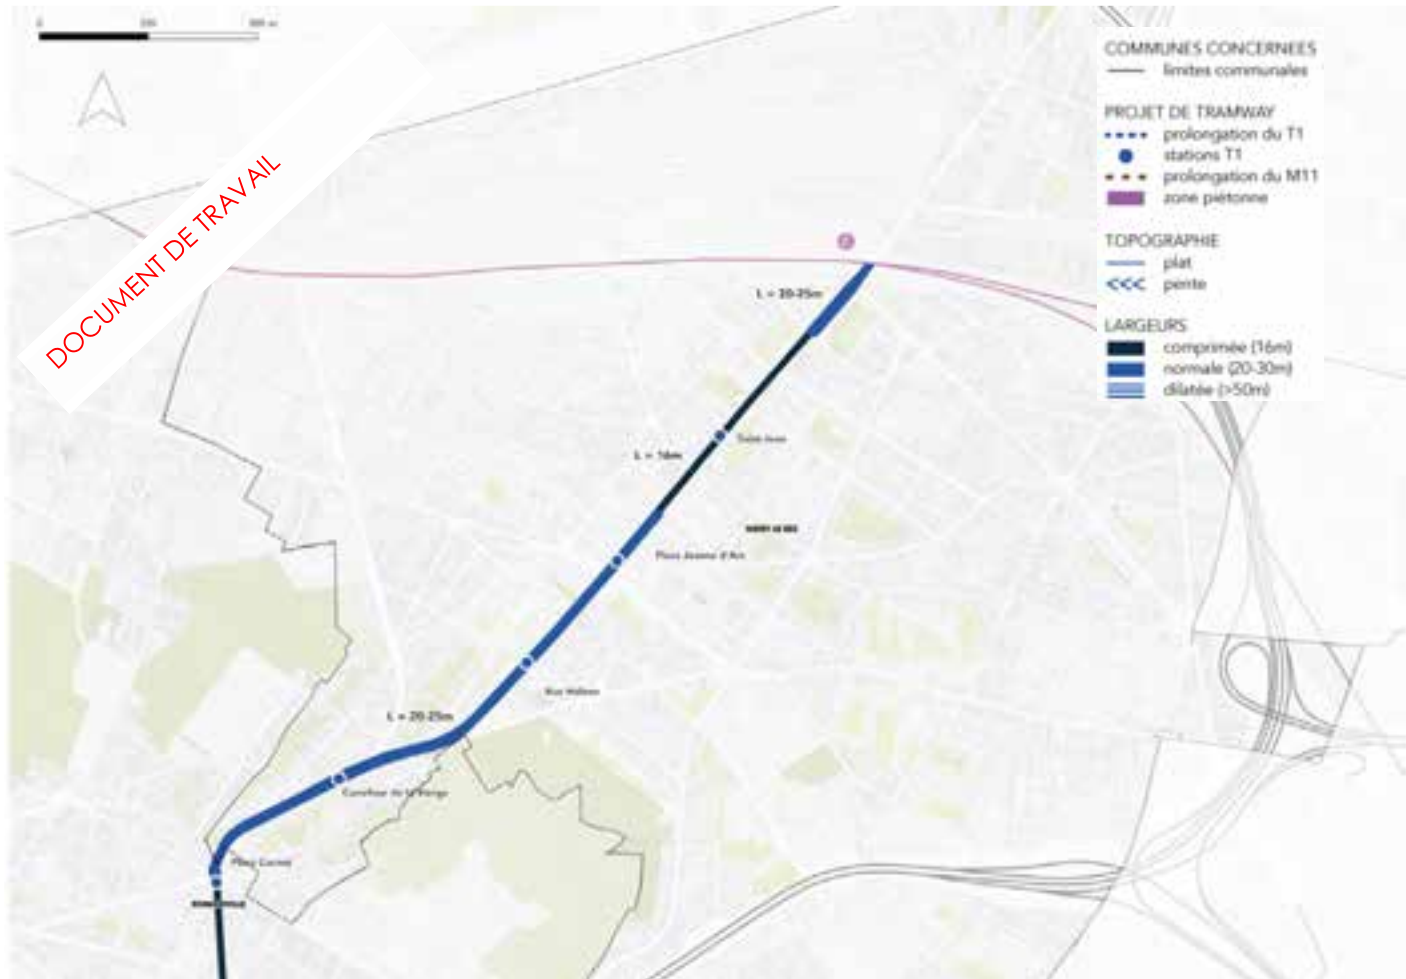 COMMUNES CONCERNEES
limites communales
PROJET DE TRAMWAY
prolongation du T1
stations T1
prolongation du M11
zone piétonne
TOPOGRAPHIE
plat
pente
LARGEURS
comprimée (16m)
normale (20-30m)
dilatée (>50m)
DOCUMENT DE TRAVAIL
L = 20-25m
L = 16m
Place Jeanne d'Arc
L = 20-25m
Carrefour de la Vierge
Place Carnot